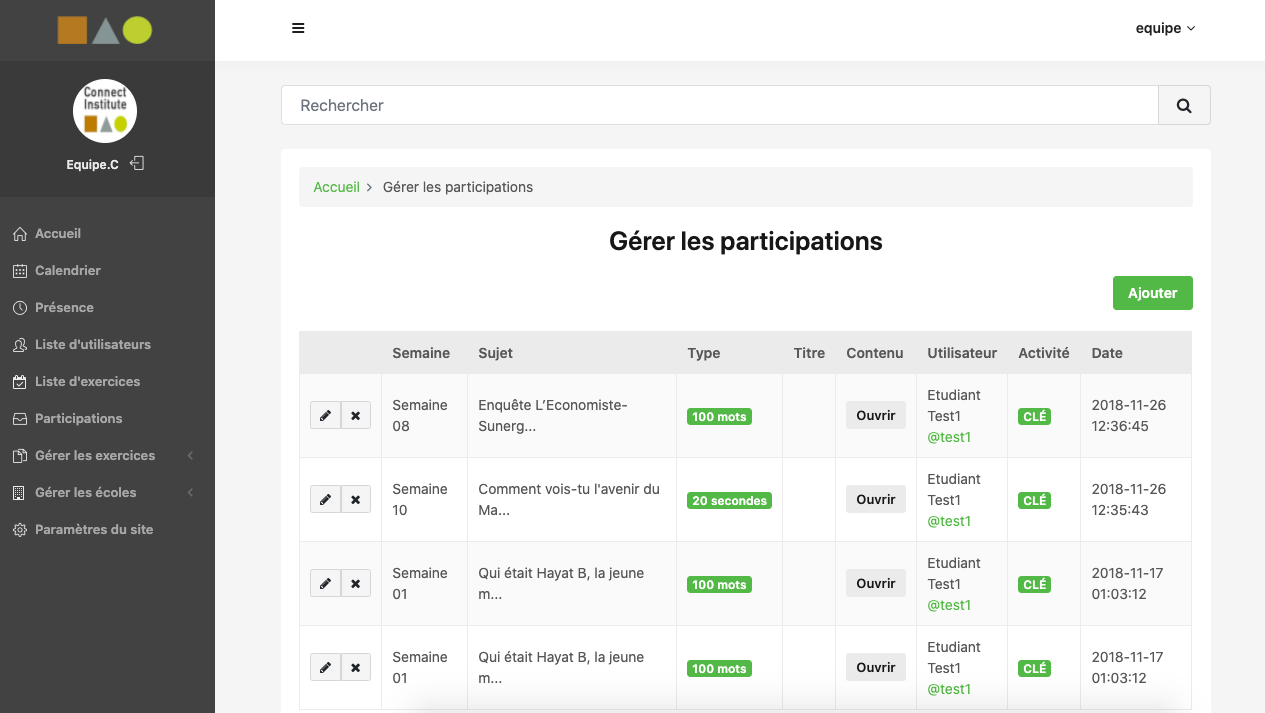 equipe
Connect
Institute
Equipe.C
Accueil
Calendrier
Présence
Liste d'utilisateurs
Liste d'exercices
Participations
Gérer les exercices
Gérer les écoles
Paramètres du site
Rechercher
Accueil > Gérer les participations
Gérer les participations
Ajouter
Semaine Sujet Type Titre Contenu Utilisateur Activité Date
Semaine 08
Enquête L’Economiste-Sunerg...
100 mots
Ouvrir
Etudiant Test1
@test1
CLÉ
2018-11-26 12:36:45
Semaine 10
Comment vois-tu l'avenir du Ma...
20 secondes
Ouvrir
Etudiant Test1
@test1
CLÉ
2018-11-26 12:35:43
Semaine 01
Qui était Hayat B, la jeune m...
100 mots
Ouvrir
Etudiant Test1
@test1
CLÉ
2018-11-17 01:03:12
Semaine 01
Qui était Hayat B, la jeune m...
100 mots
Ouvrir
Etudiant Test1
@test1
CLÉ
2018-11-17 01:03:12